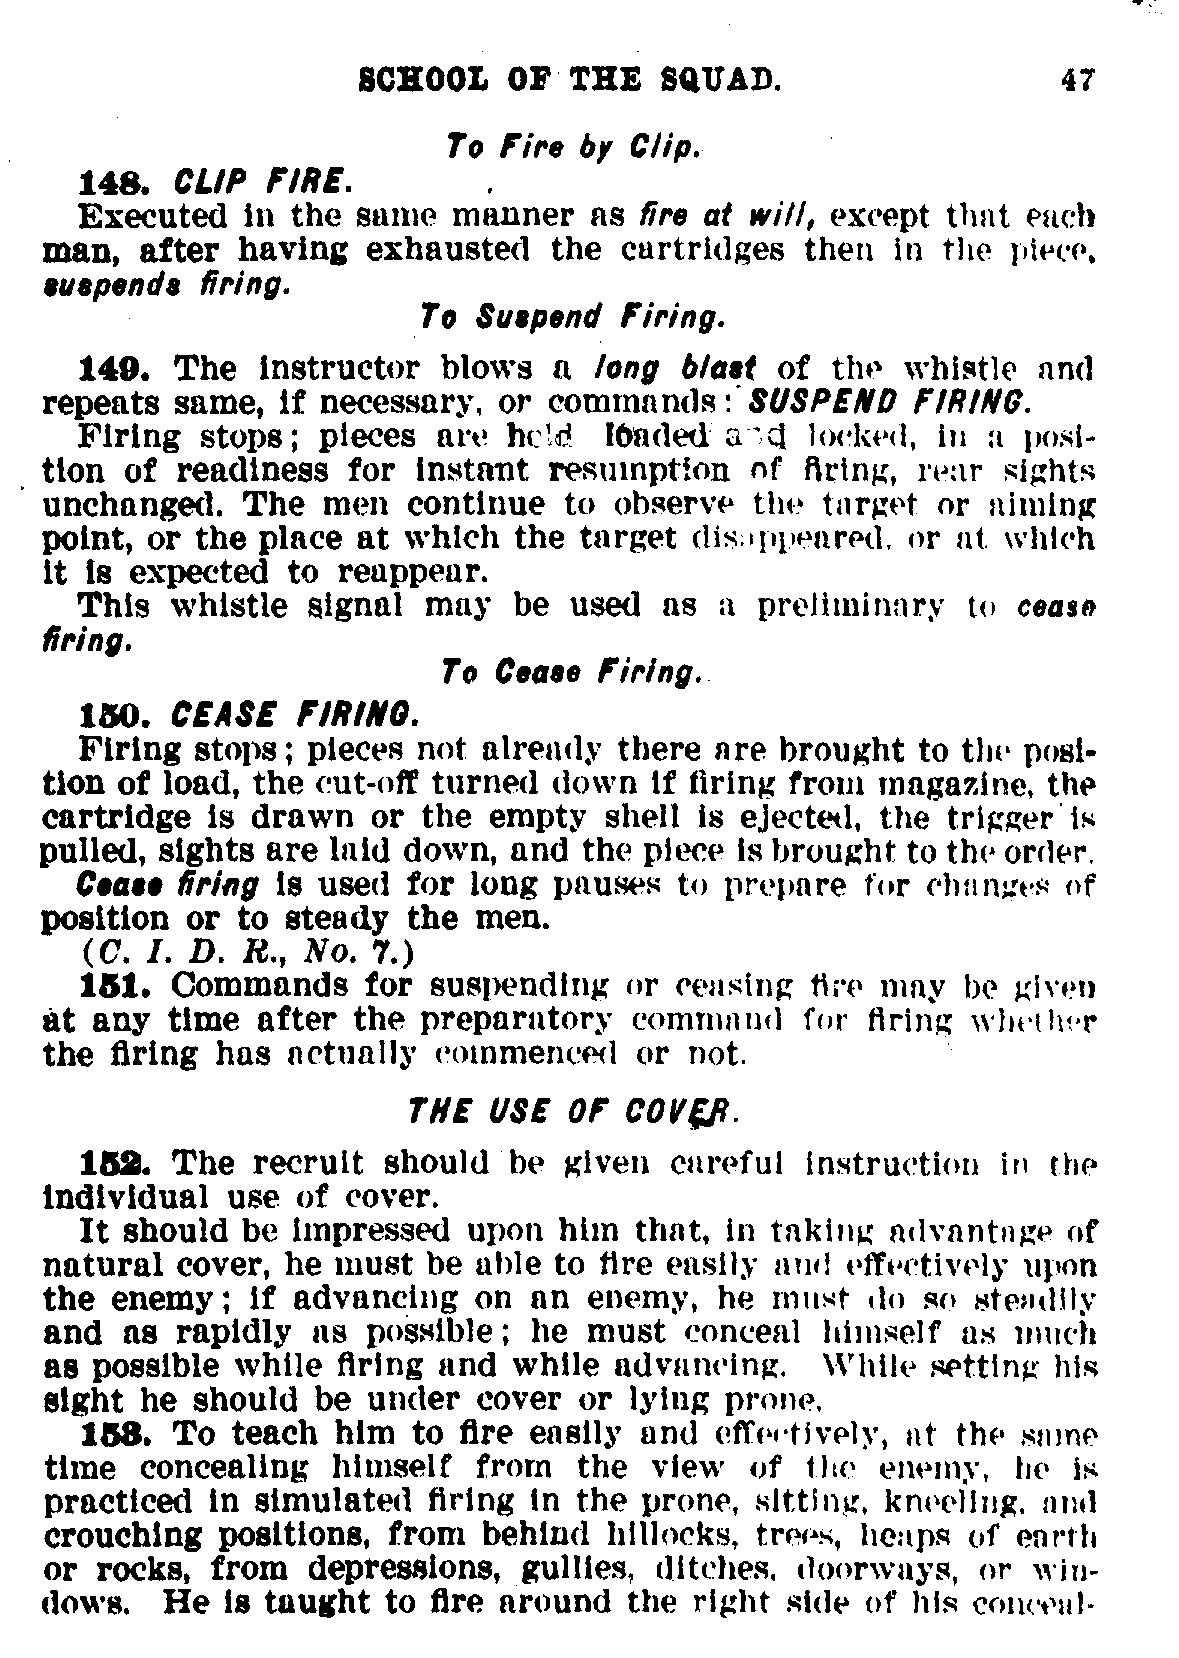 SCHOOL OF THE SQUAD. 47
To Fire by Clip.
148. CLIP FIRE.
Executed in the same manner as fire at will, except that each
man, after having exhausted the cartridges then in the piece,
suspends firing.
To Suspend Firing.
149. The instructor blows a long blast of the whistle and
repeats same, if necessary, or commands: SUSPEND FIRING.
Firing stops; pieces are held loaded and locked, in a posi-
tion of readiness for instant resumption of firing, rear sights
unchanged. The men continue to observe the target or aiming
point, or the place at which the target disappeared, or at which
it is expected to reappear.
This whistle signal may be used as a preliminary to cease
firing.
To Cease Firing.
150. CEASE FIRING.
Firing stops; pieces not already there are brought to the posi-
tion of load, the cut-off turned down if firing from magazine, the
cartridge is drawn or the empty shell is ejected, the trigger is
pulled, sights are laid down, and the piece is brought to the order.
Cease firing is used for long pauses to prepare for changes of
position or to steady the men.
(C. I. D. R., No. 7.)
151. Commands for suspending or ceasing fire may be given
at any time after the preparatory command for firing whether
the firing has actually commenced or not.
THE USE OF COVER.
152. The recruit should be given careful instruction in the
individual use of cover.
It should be impressed upon him that, in taking advantage of
natural cover, he must be able to fire easily and effectively upon
the enemy; if advancing on an enemy, he must do so steadily
and as rapidly as possible; he must conceal himself as much
as possible while firing and while advancing. While setting his
sight he should be under cover or lying prone.
153. To teach him to fire easily and effectively, at the same
time concealing himself from the view of the enemy, he is
practiced in simulated firing in the prone, sitting, kneeling, and
crouching positions, from behind hillocks, trees, heaps of earth
or rocks, from depressions, gullies, ditches, doorways, or win-
dows. He is taught to fire around the right side of his conceal-